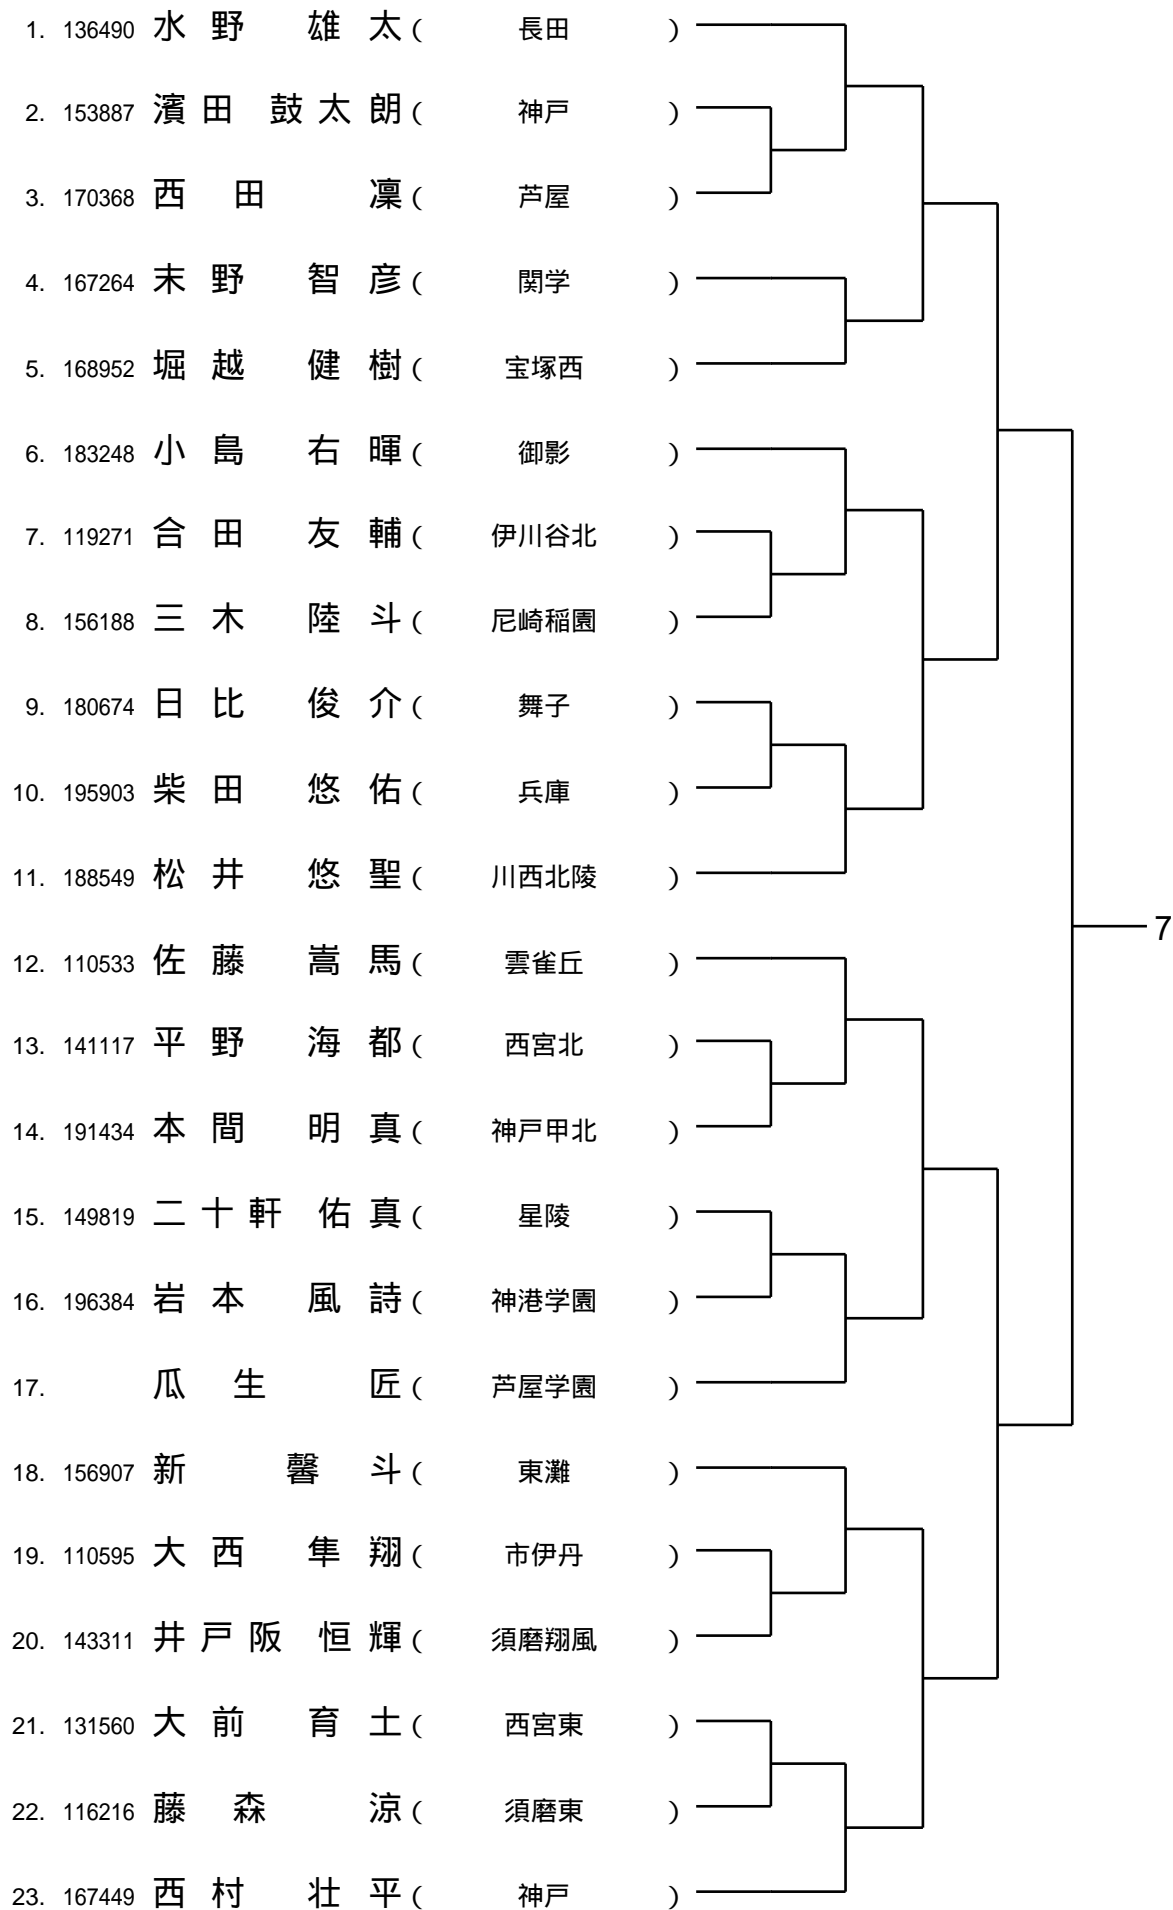 1. 136490 水野 雄太( 長田 )
2. 153887 濱田 鼓太朗( 神戸 )
3. 170368 西田 凜( 芦屋 )
4. 167264 末野 智彦( 関学 )
5. 168952 堀越 健樹( 宝塚西 )
6. 183248 小島 右暉( 御影 )
7. 119271 合田 友輔( 伊川谷北 )
8. 156188 三木 陸斗( 尼崎稲園 )
9. 180674 日比 俊介( 舞子 )
10. 195903 柴田 悠佑( 兵庫 )
11. 188549 松井 悠聖( 川西北陵 )
7
12. 110533 佐藤 嵩馬( 雲雀丘 )
13. 141117 平野 海都( 西宮北 )
14. 191434 本間 明真( 神戸甲北 )
15. 149819 二十軒 佑真( 星陵 )
16. 196384 岩本 風詩( 神港学園 )
17. 瓜生 匠( 芦屋学園 )
18. 156907 新 馨斗( 東灘 )
19. 110595 大西 隼翔( 市伊丹 )
20. 143311 井戸阪 恒輝( 須磨翔風 )
21. 131560 大前 育土( 西宮東 )
22. 116216 藤森 涼( 須磨東 )
23. 167449 西村 壮平( 神戸 )